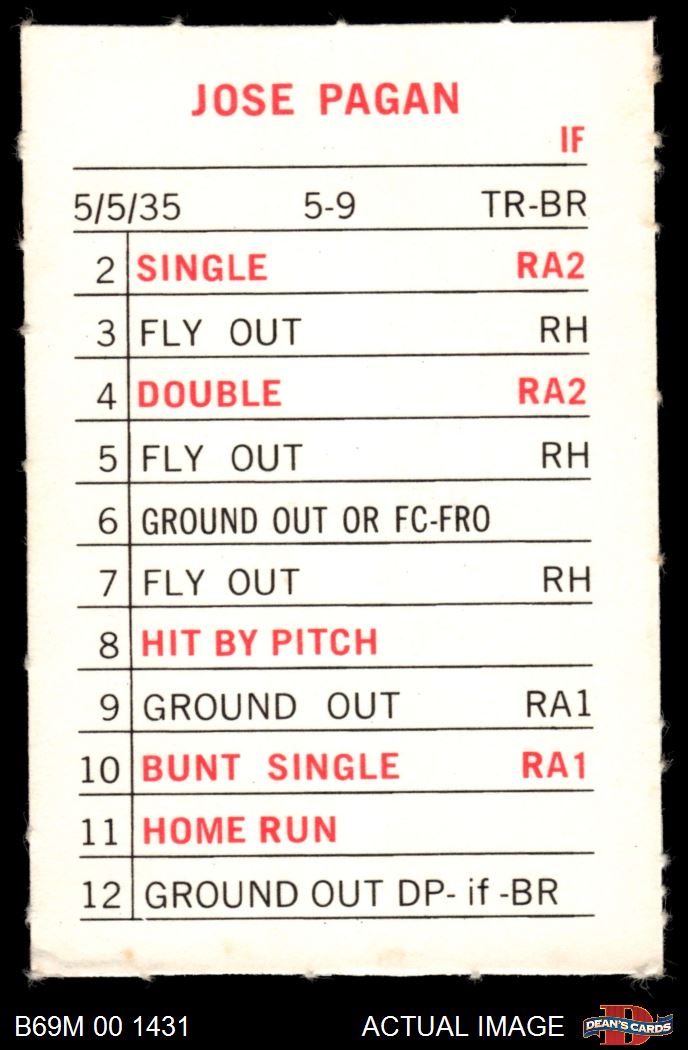 JOSE PAGAN
IF
5/5/35 5-9 TR-BR
2 SINGLE RA2
3 FLY OUT RH
4 DOUBLE RA2
5 FLY OUT RH
6 GROUND OUT OR FC-FRO
7 FLY OUT RH
8 HIT BY PITCH
9 GROUND OUT RA1
10 BUNT SINGLE RA1
11 HOME RUN
12 GROUND OUT DP- if -BR
B69M 00 1431 ACTUAL IMAGE D DEAN'S CARDS